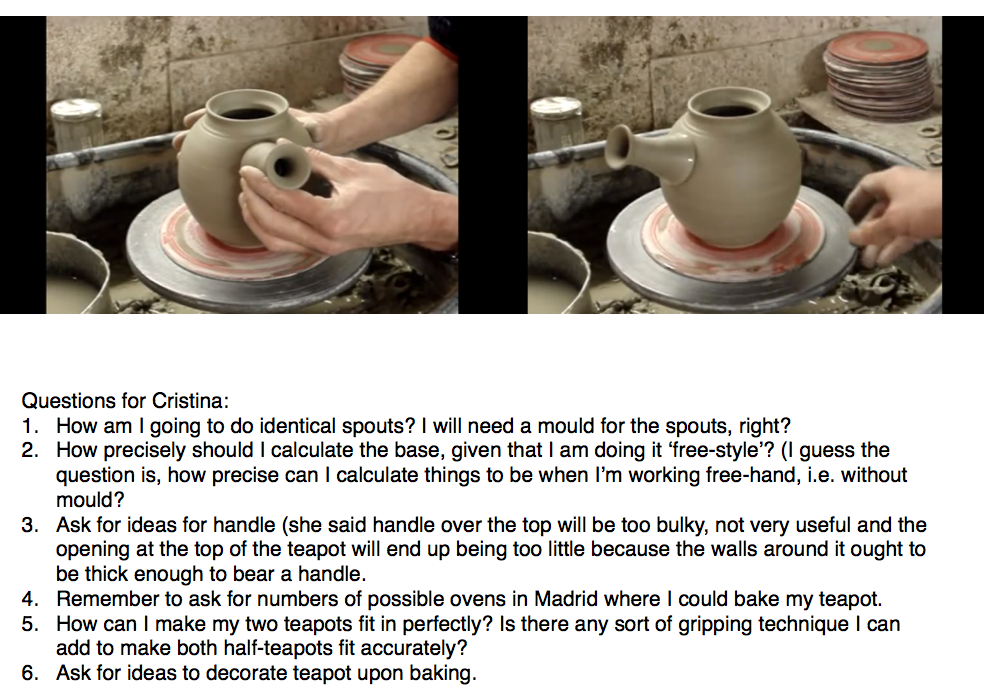 Questions for Cristina:
1. How am I going to do identical spouts? I will need a mould for the spouts, right?
2. How precisely should I calculate the base, given that I am doing it ‘free-style’? (I guess the
question is, how precise can I calculate things to be when I’m working free-hand, i.e. without
mould?
3. Ask for ideas for handle (she said handle over the top will be too bulky, not very useful and the
opening at the top of the teapot will end up being too little because the walls around it ought to
be thick enough to bear a handle.
4. Remember to ask for numbers of possible ovens in Madrid where I could bake my teapot.
5. How can I make my two teapots fit in perfectly? Is there any sort of gripping technique I can
add to make both half-teapots fit accurately?
6. Ask for ideas to decorate teapot upon baking.